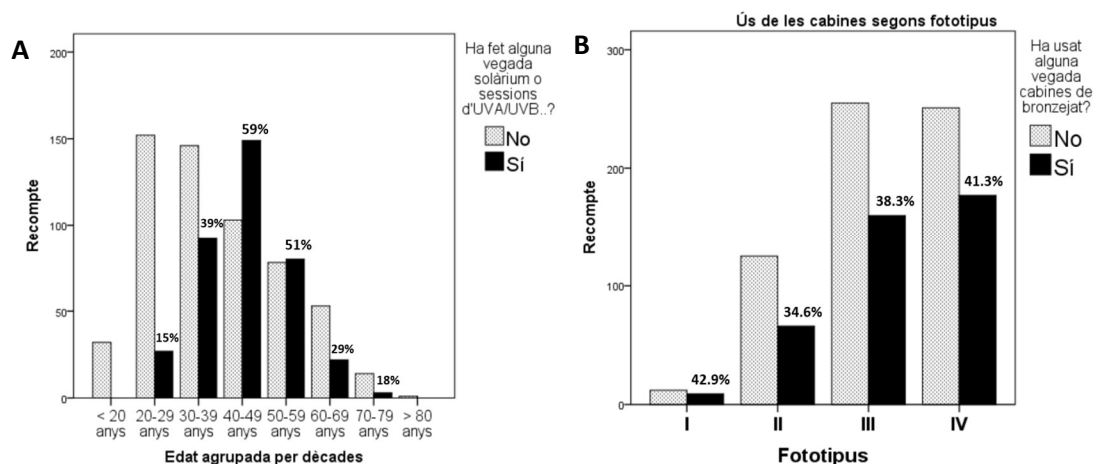 A
Ha fet alguna
vegada
solàrium o
sessions
d'UVA/UVB..?
No
Sí
Recompte
200
150
100
50
0
15%
39%
59%
51%
29%
18%
< 20
anys
20-29
anys
30-39
anys
40-49
anys
50-59
anys
60-69
anys
70-79
anys
> 80
anys
Edat agrupada per dècades
B
Ús de les cabines segons fototipus
Ha usat
alguna
vegada
cabines de
bronzejat?
No
Sí
Recompte
300
200
100
0
42.9%
34.6%
38.3%
41.3%
I
II
III
IV
Fototipus